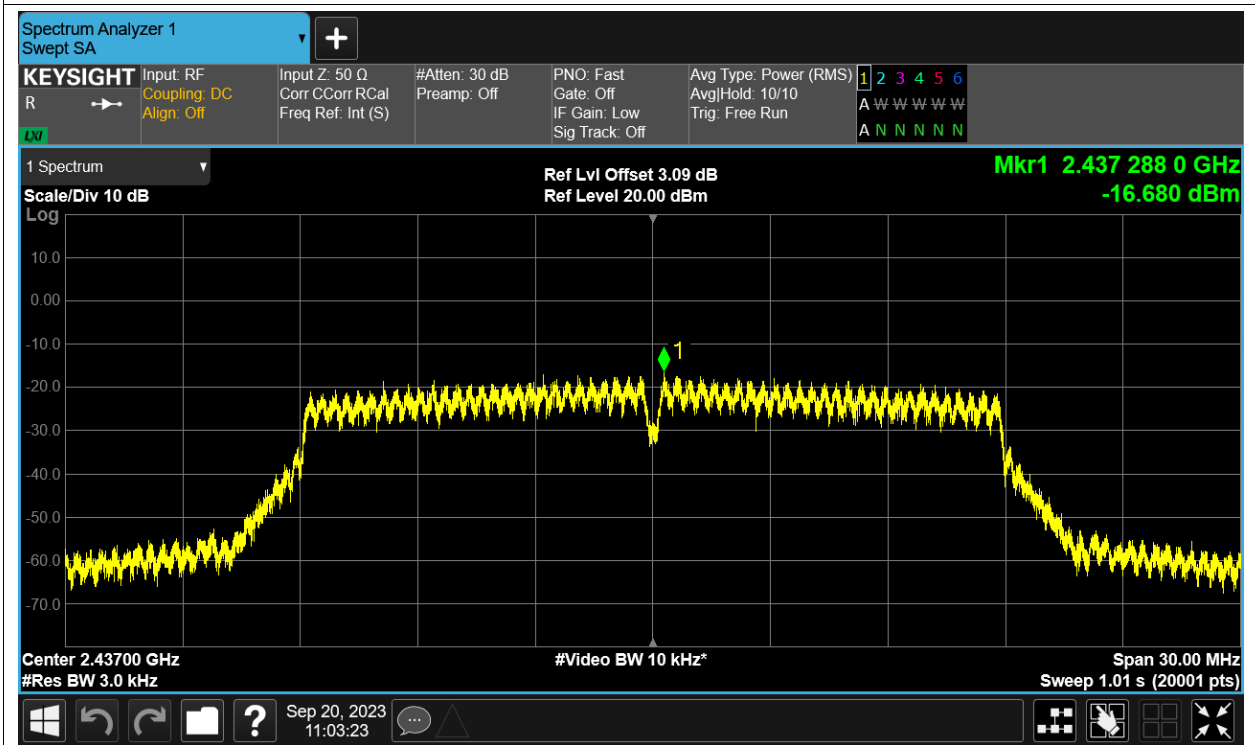 Spectrum Analyzer 1
Swept SA
KEYSIGHT
R
LXI
Input: RF
Coupling: DC
Align: Off
Input Z: 50 Ω
Corr CCorr RCal
Freq Ref: Int (S)
#Atten: 30 dB
Preamp: Off
PNO: Fast
Gate: Off
IF Gain: Low
Sig Track: Off
Avg Type: Power (RMS)
Avg|Hold: 10/10
Trig: Free Run
1 2 3 4 5 6
A W W W W W
A N N N N N
1 Spectrum
Scale/Div 10 dB
Ref Lvl Offset 3.09 dB
Ref Level 20.00 dBm
Mkr1 2.437 288 0 GHz
-16.680 dBm
Log
10.0
0.00
-10.0
1
-20.0
-30.0
-40.0
-50.0
-60.0
-70.0
Center 2.43700 GHz
#Res BW 3.0 kHz
#Video BW 10 kHz*
Span 30.00 MHz
Sweep 1.01 s (20001 pts)
?
Sep 20, 2023
11:03:23